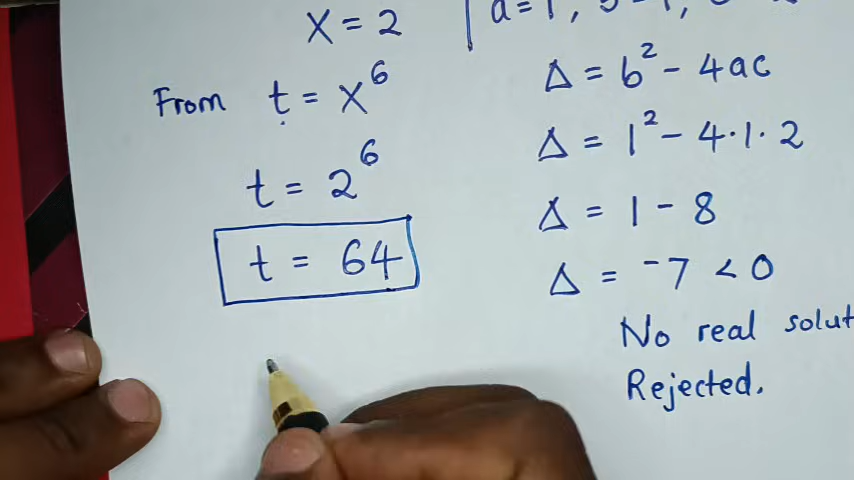 x = 2
From t = x^6
t = 2^6
t = 64
a = 1,
Δ = b² - 4ac
Δ = 1² - 4·1·2
Δ = 1 - 8
Δ = -7 < 0
No real
Rejected.